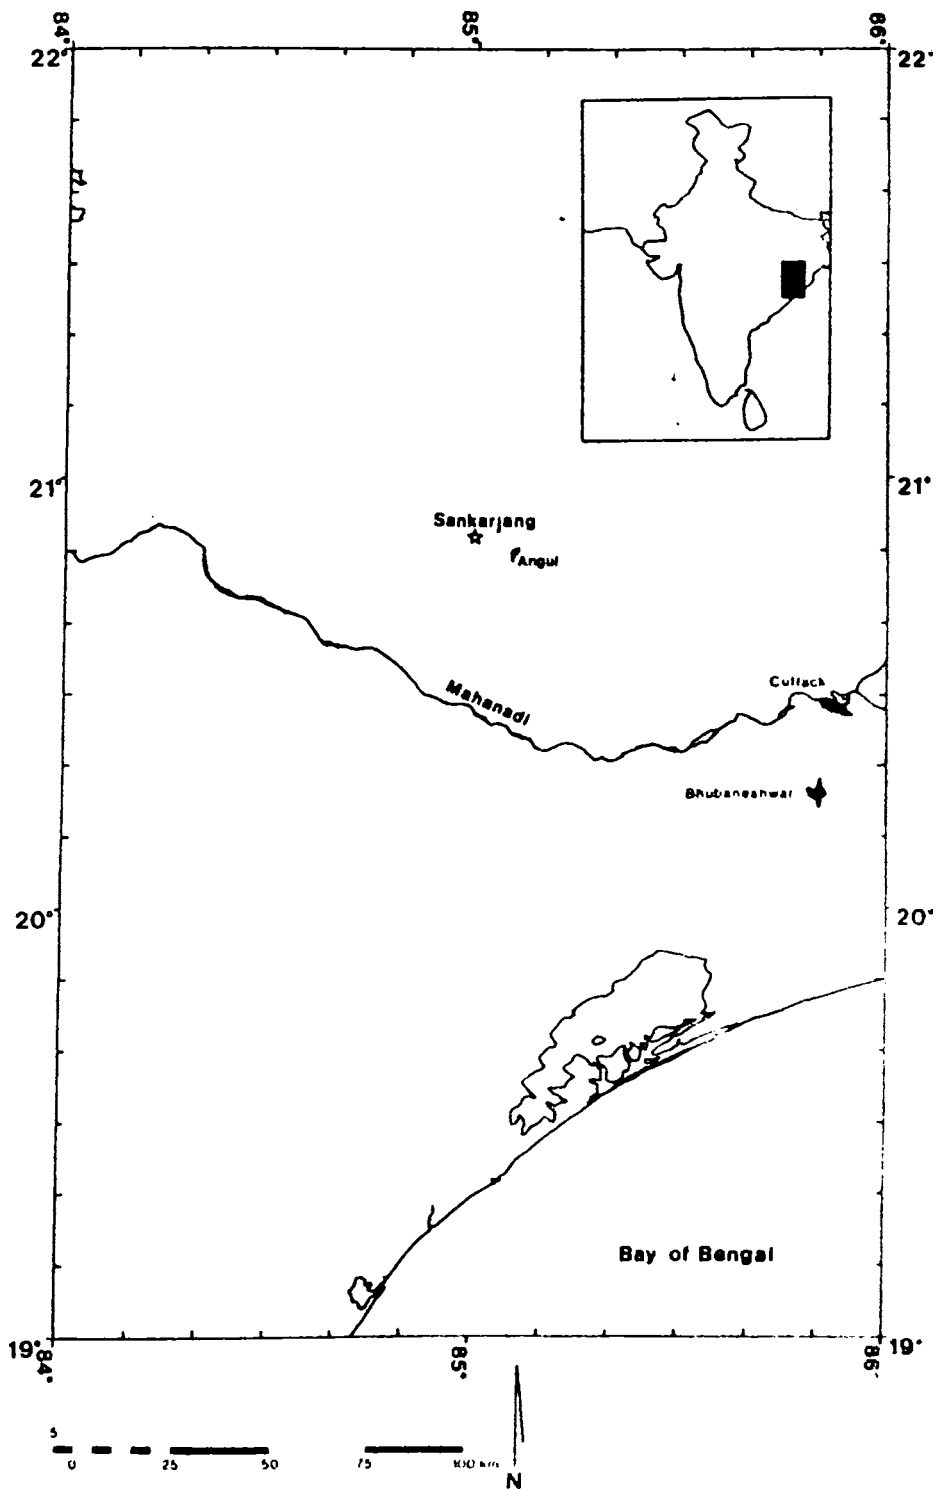 84° 85° 86°
22° 22°
21° 21°
Sankarjang
Angul
Mahanadi
Cuttack
Bhubaneshwar
20° 20°
Bay of Bengal
19° 19°
84° 85° 86°
5
0 25 50 75 100 km
N